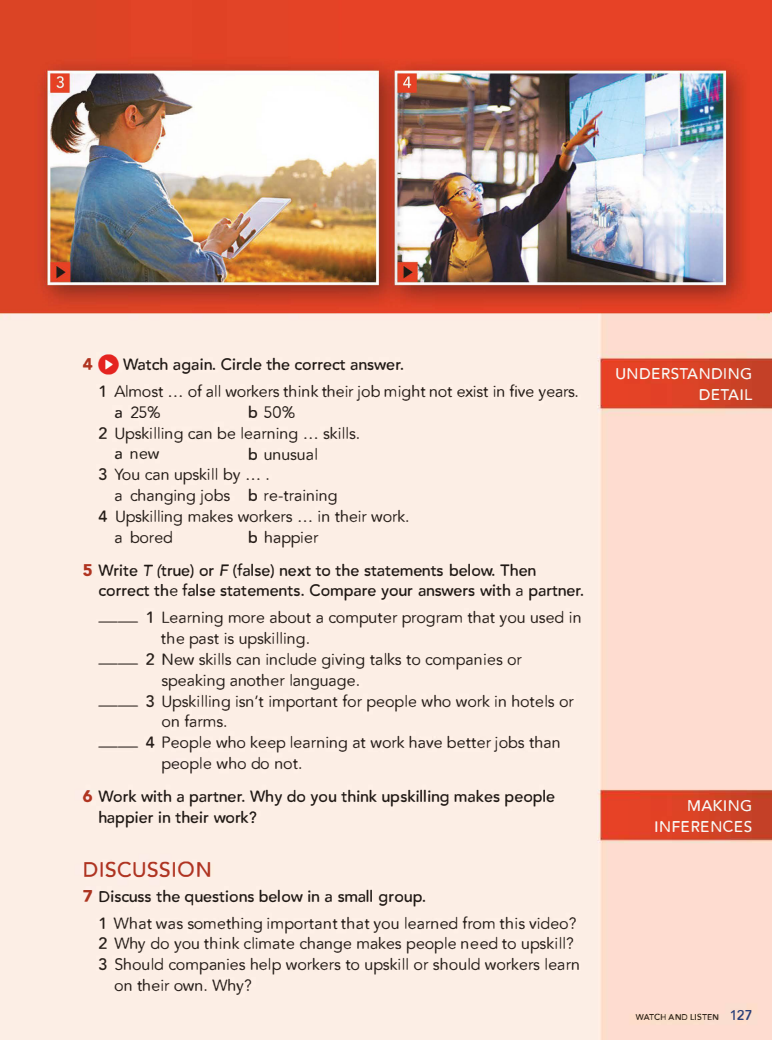 3
4
4 Watch again. Circle the correct answer.
1 Almost … of all workers think their job might not exist in five years.
a 25% b 50%
2 Upskilling can be learning … skills.
a new b unusual
3 You can upskill by … .
a changing jobs b re-training
4 Upskilling makes workers … in their work.
a bored b happier
UNDERSTANDING
DETAIL
5 Write T (true) or F (false) next to the statements below. Then
correct the false statements. Compare your answers with a partner.
_____ 1 Learning more about a computer program that you used in
the past is upskilling.
_____ 2 New skills can include giving talks to companies or
speaking another language.
_____ 3 Upskilling isn’t important for people who work in hotels or
on farms.
_____ 4 People who keep learning at work have better jobs than
people who do not.
6 Work with a partner. Why do you think upskilling makes people
happier in their work?
MAKING
INFERENCES
DISCUSSION
7 Discuss the questions below in a small group.
1 What was something important that you learned from this video?
2 Why do you think climate change makes people need to upskill?
3 Should companies help workers to upskill or should workers learn
on their own. Why?
WATCH AND LISTEN 127